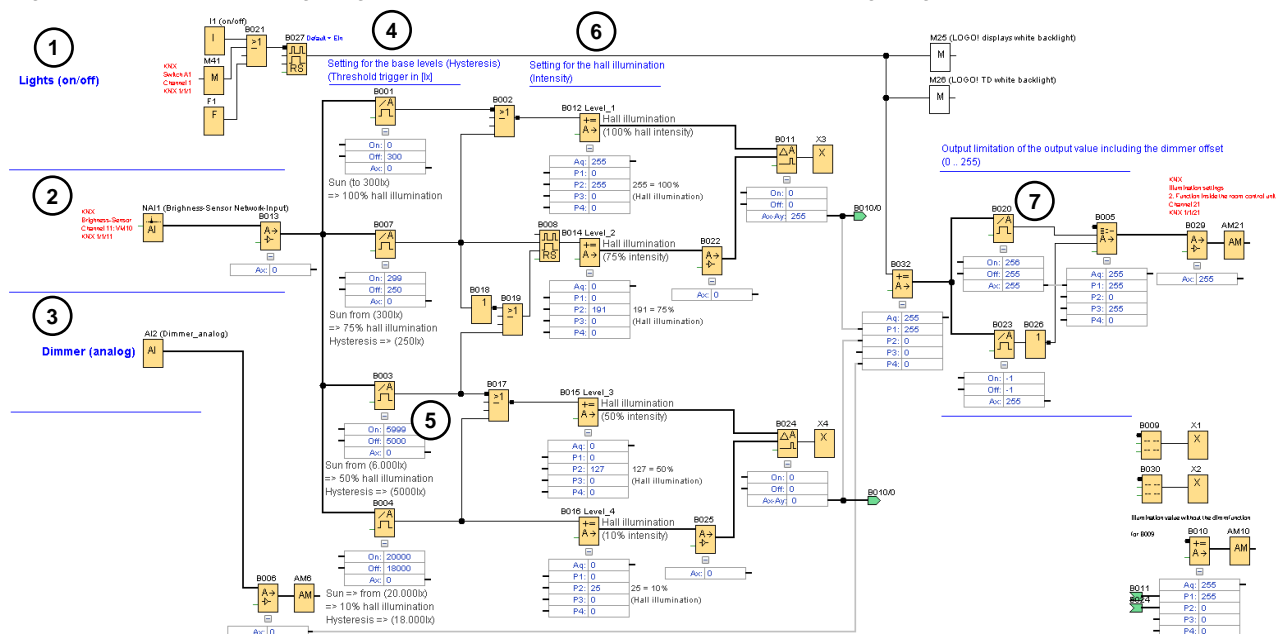 1
Lights (on/off)
I1 (on/off)
I
B021
>1
KNX
Switch A1
Channel 1
KNX 1/1/1
M41
M
F1
F
B027
Default = Ein
RS
4
Setting for the base levels (Hysteresis)
(Threshold trigger in [lx]
6
Setting for the hall illumination
(Intensity)
M25 (LOGO! displays white backlight)
M
M26 (LOGO! TD white backlight)
M
B001
/A
On: 0
Off: 300
Ax: 0
Sun (to 300lx)
=> 100% hall illumination
B002
>1
B012 Level_1
+=
A→
Hall illumination
(100% hall intensity)
Aq: 255
P1: 0
P2: 255
P3: 0
P4: 0
255 = 100%
(Hall illumination)
B011
ΔA
X3
X
On: 0
Off: 0
Ax-Ay: 255
B010/0
Output limitation of the output value including the dimmer offset
(0 .. 255)
KNX
Illumination settings
2. Function inside the room control unit
Channel 21
KNX 1/1/21
2
KNX
Brighness-Sensor
Channel 11: VM10
KNX 1/1/11
NAI1 (Brighness-Sensor Network-Input)
AI
B013
A→
Ax: 0
B007
/A
On: 299
Off: 250
Ax: 0
Sun from (300lx)
=> 75% hall illumination
Hysteresis => (250lx)
B008
RS
B014 Level_2
+=
A→
Hall illumination
(75% intensity)
Aq: 0
P1: 0
P2: 191
P3: 0
P4: 0
191 = 75%
(Hall illumination)
B022
A→
Ax: 0
B018
1
B019
>1
B032
+=
A→
Aq: 255
P1: 255
P2: 0
P3: 0
P4: 0
7
B020
/A
On: 256
Off: 255
Ax: 255
B005
A→
Aq: 255
P1: 255
P2: 0
P3: 255
P4: 0
B029
A→
Ax: 255
AM21
AM
B023
/A
On: -1
Off: -1
Ax: 255
B026
1
3
Dimmer (analog)
AI2 (Dimmer_analog)
AI
B003
/A
5
On: 5999
Off: 5000
Ax: 0
Sun from (6.000lx)
=> 50% hall illumination
Hysteresis => (5000lx)
B017
>1
B015 Level_3
+=
A→
Hall illumination
(50% intensity)
Aq: 0
P1: 0
P2: 127
P3: 0
P4: 0
127 = 50%
(Hall illumination)
B024
ΔA
X4
X
On: 0
Off: 0
Ax-Ay: 0
B010/0
B004
/A
On: 20000
Off: 18000
Ax: 0
Sun => from (20.000lx)
=> 10% hall illumination
Hysteresis => (18.000lx)
B016 Level_4
+=
A→
Hall illumination
(10% intensity)
Aq: 0
P1: 0
P2: 25
P3: 0
P4: 0
25 = 10%
(Hall illumination)
B025
A→
Ax: 0
B006
A→
Ax: 0
AM6
AM
B009
X1
X
B030
X2
X
Illumination value without the dimmfunction
for B009
B010
+=
A→
AM10
AM
B011
B024
Aq: 255
P1: 255
P2: 0
P3: 0
P4: 0